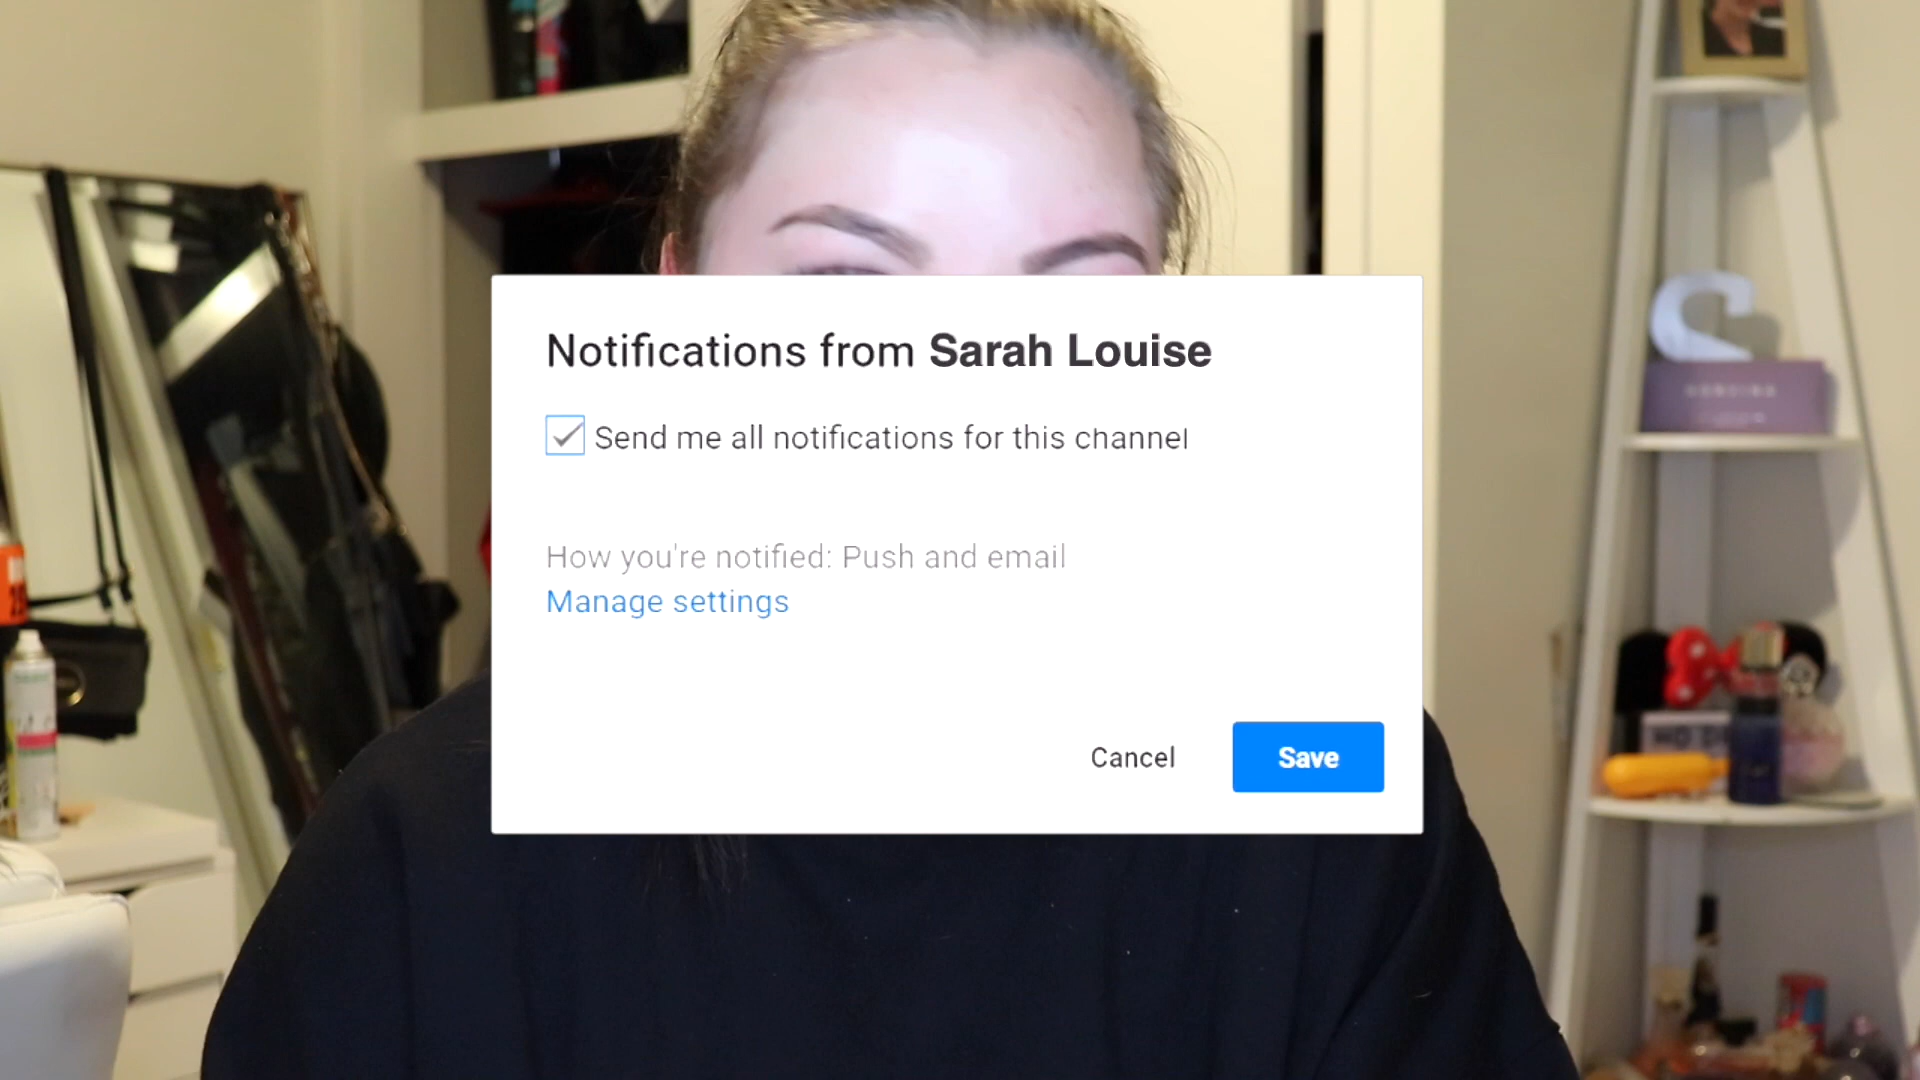 Notifications from Sarah Louise
Send me all notifications for this channel
How you're notified: Push and email
Manage settings
Cancel
Save